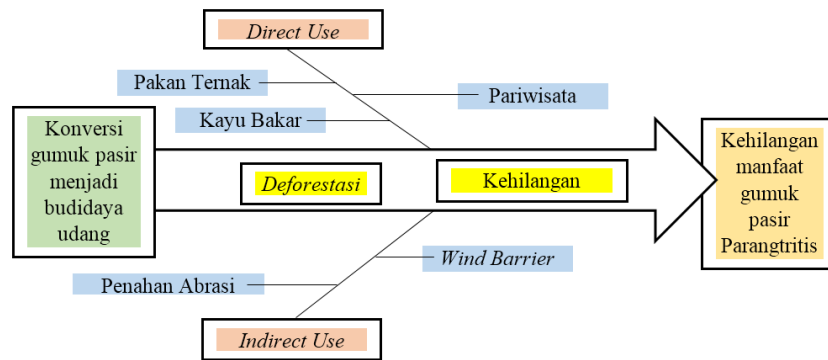 Direct Use
Pakan Ternak
Pariwisata
Kayu Bakar
Konversi
gumuk pasir
menjadi
budidaya
udang
Deforestasi
Kehilangan
Kehilangan
manfaat
gumuk
pasir
Parangtritis
Wind Barrier
Penahan Abrasi
Indirect Use